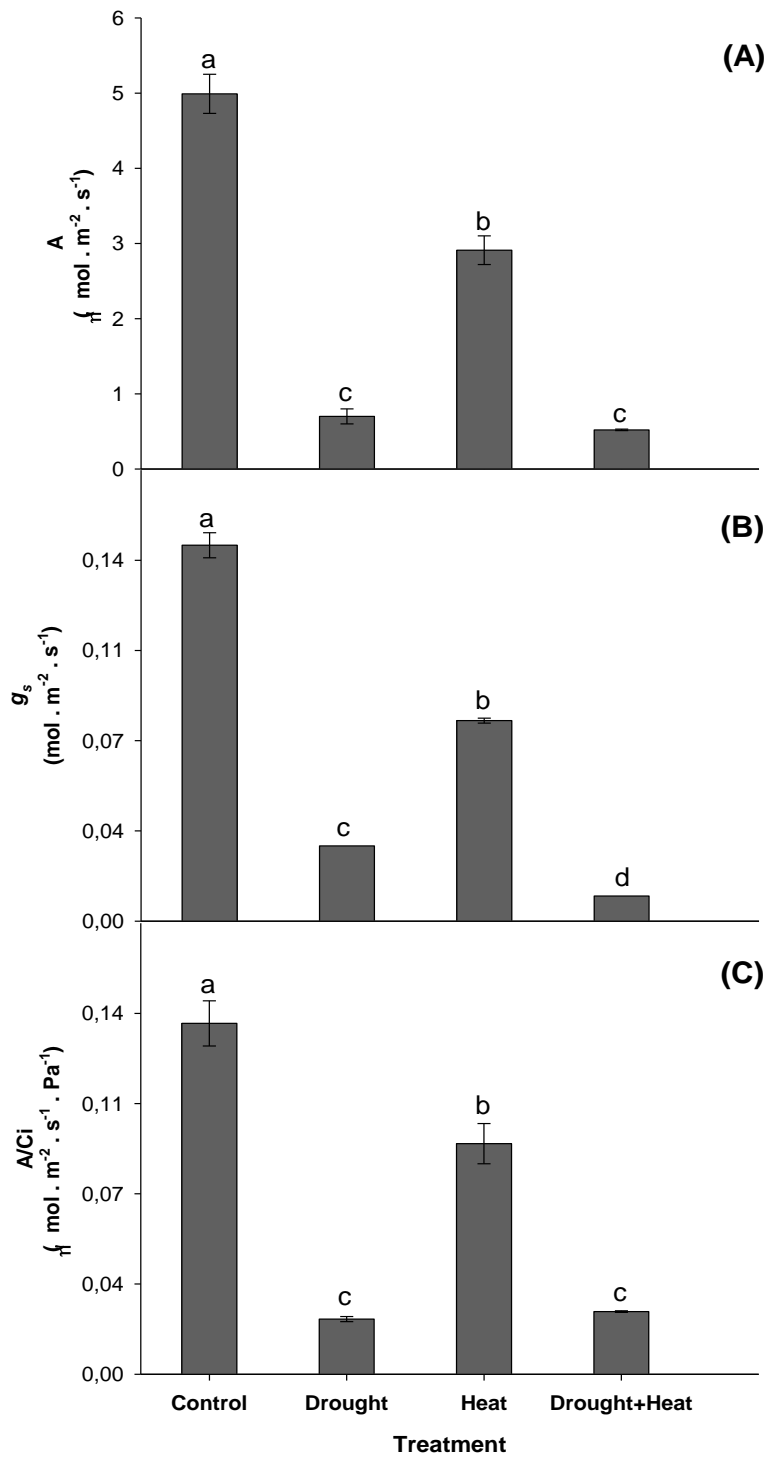 6
5
4
3
2
1
0
A
( mol . m-2 . s-1)
(A)
a
c
b
c
0,14
0,11
0,07
0,04
0,00
gs
(mol . m-2 . s-1)
(B)
a
c
b
d
0,14
0,11
0,07
0,04
0,00
A/Ci
( mol . m-2 . s-1 . Pa-1)
(C)
a
c
b
c
Control Drought Heat Drought+Heat
Treatment